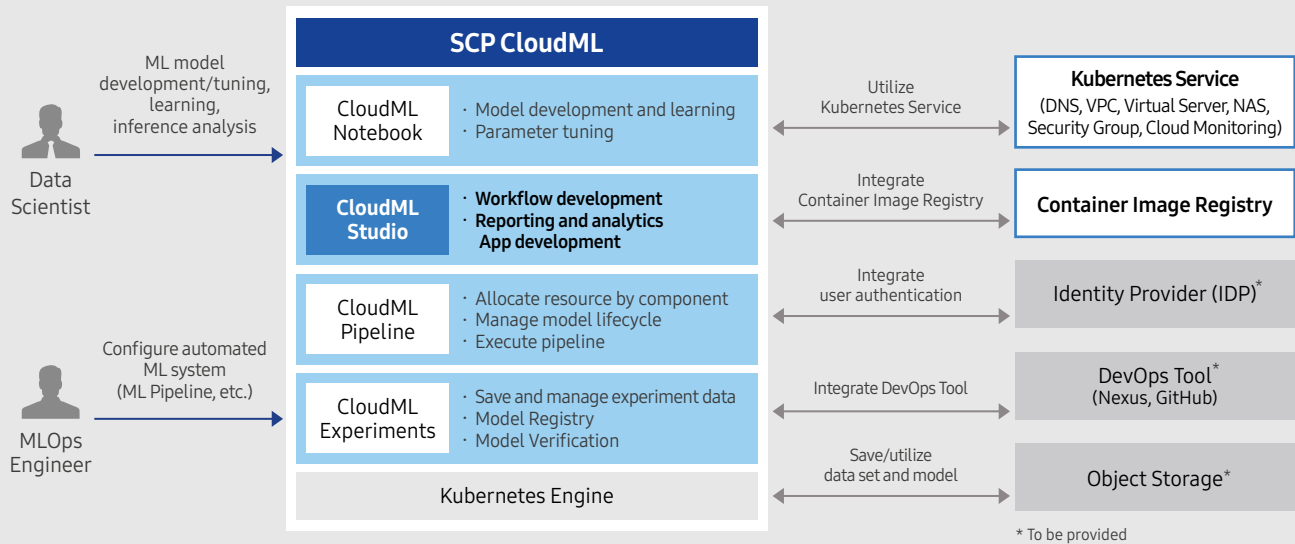 SCP CloudML
ML model
development/tuning,
learning,
inference analysis
Data
Scientist
Configure automated
ML system
(ML Pipeline, etc.)
MLOps
Engineer
CloudML
Notebook
· Model development and learning
· Parameter tuning
CloudML
Studio
· Workflow development
· Reporting and analytics
App development
CloudML
Pipeline
· Allocate resource by component
· Manage model lifecycle
· Execute pipeline
CloudML
Experiments
· Save and manage experiment data
· Model Registry
· Model Verification
Kubernetes Engine
Utilize
Kubernetes Service
Kubernetes Service
(DNS, VPC, Virtual Server, NAS,
Security Group, Cloud Monitoring)
Integrate
Container Image Registry
Container Image Registry
Integrate
user authentication
Identity Provider (IDP)*
Integrate DevOps Tool
DevOps Tool*
(Nexus, GitHub)
Save/utilize
data set and model
Object Storage*
* To be provided